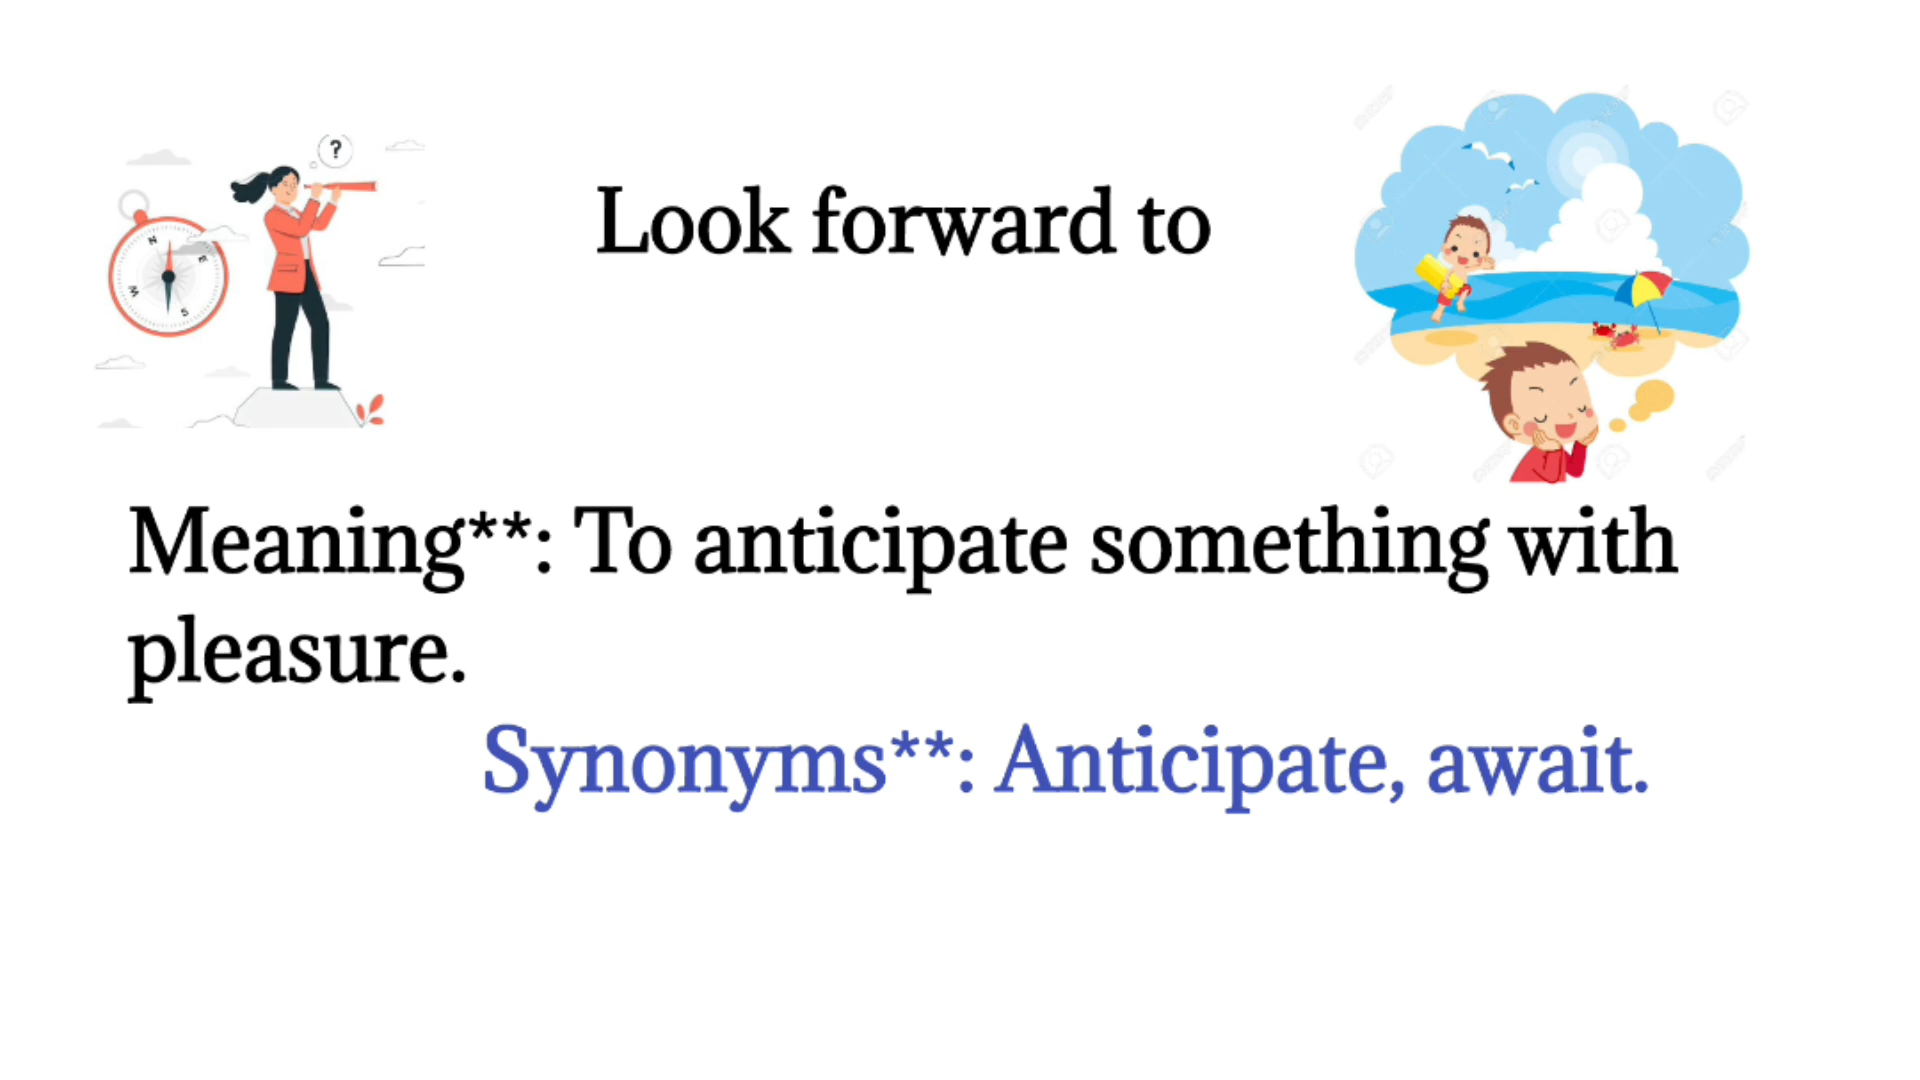 Look forward to
?
N
E
S
W
Meaning**: To anticipate something with
pleasure.
Synonyms**: Anticipate, await.